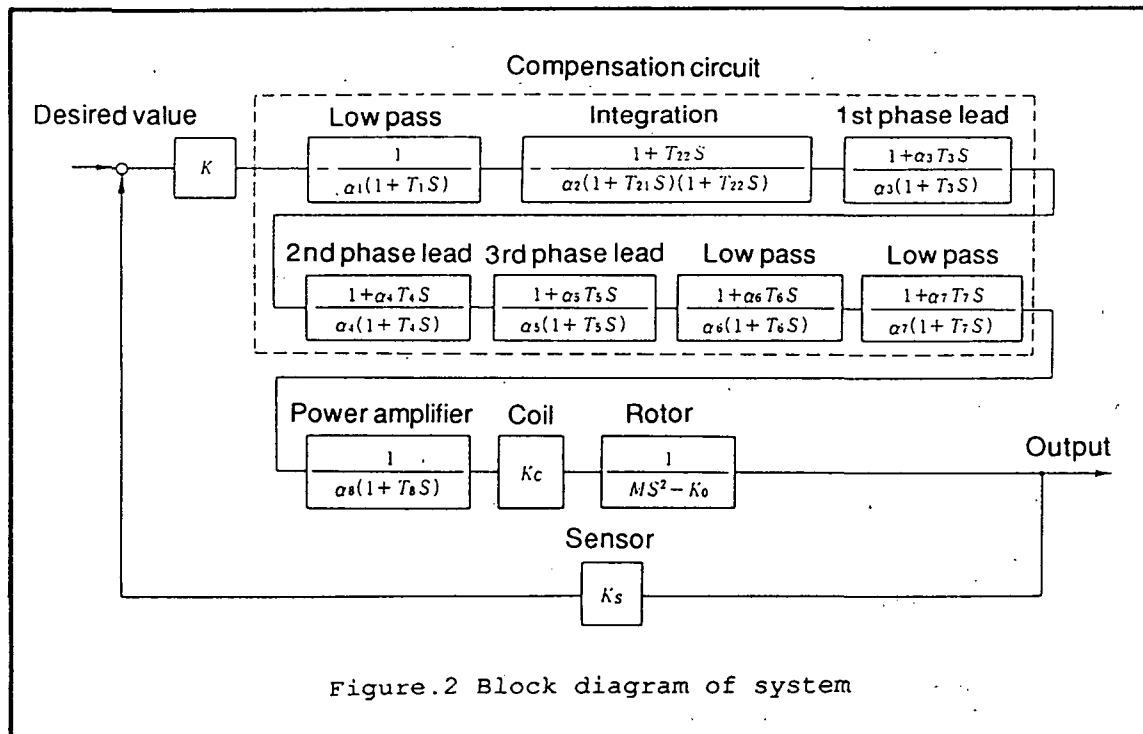 Compensation circuit
Desired value
Low pass
Integration
1st phase lead
K
1
α1(1+T1S)
1+T22S
α2(1+T21S)(1+T22S)
1+α3T3S
α3(1+T3S)
2nd phase lead
3rd phase lead
Low pass
Low pass
1+α4T4S
α4(1+T4S)
1+α5T5S
α5(1+T5S)
1+α6T6S
α6(1+T6S)
1+α7T7S
α7(1+T7S)
Power amplifier
Coil
Rotor
Output
1
α8(1+T8S)
Kc
1
MS²-K0
Sensor
Ks
Figure.2 Block diagram of system